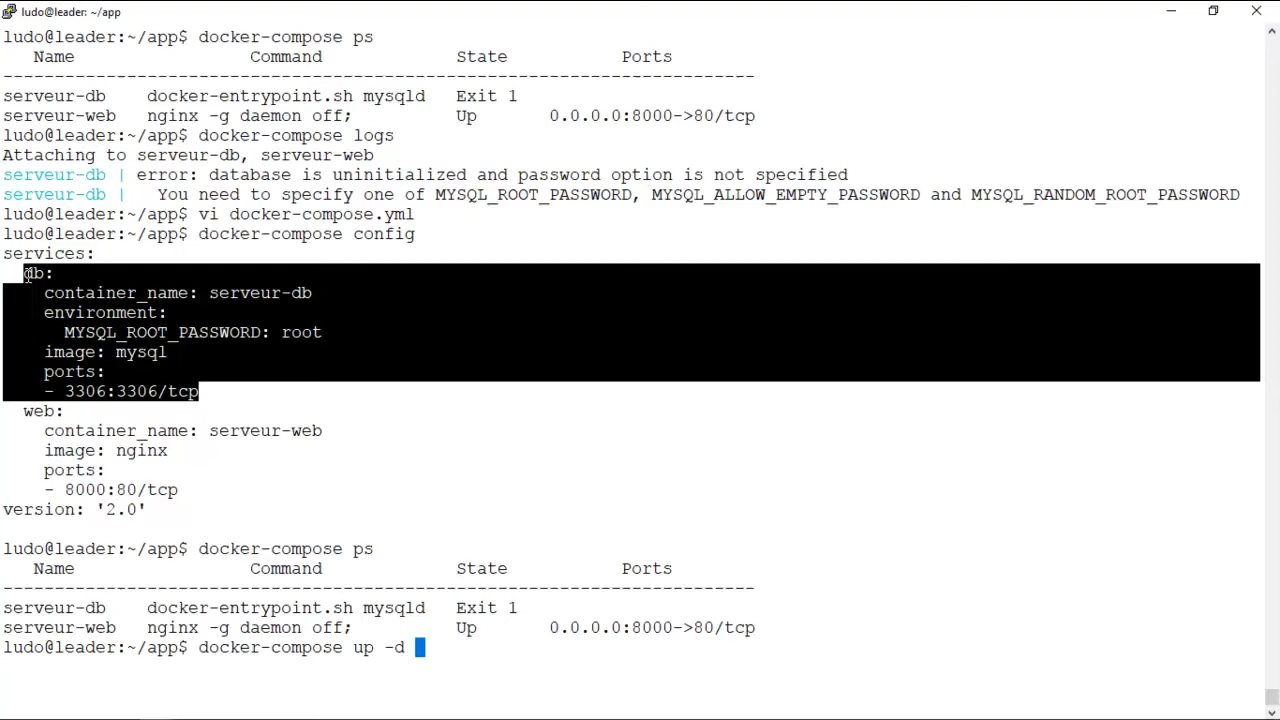 ludo@leader: ~/app
ludo@leader:~/app$ docker-compose ps
Name Command State Ports
--------------------------------------------------------------------------
serveur-db docker-entrypoint.sh mysqld Exit 1
serveur-web nginx -g daemon off; Up 0.0.0.0:8000->80/tcp
ludo@leader:~/app$ docker-compose logs
Attaching to serveur-db, serveur-web
serveur-db | error: database is uninitialized and password option is not specified
serveur-db | You need to specify one of MYSQL_ROOT_PASSWORD, MYSQL_ALLOW_EMPTY_PASSWORD and MYSQL_RANDOM_ROOT_PASSWORD
ludo@leader:~/app$ vi docker-compose.yml
ludo@leader:~/app$ docker-compose config
services:
  db:
    container_name: serveur-db
    environment:
      MYSQL_ROOT_PASSWORD: root
    image: mysql
    ports:
    - 3306:3306/tcp
  web:
    container_name: serveur-web
    image: nginx
    ports:
    - 8000:80/tcp
version: '2.0'
ludo@leader:~/app$ docker-compose ps
Name Command State Ports
--------------------------------------------------------------------------
serveur-db docker-entrypoint.sh mysqld Exit 1
serveur-web nginx -g daemon off; Up 0.0.0.0:8000->80/tcp
ludo@leader:~/app$ docker-compose up -d